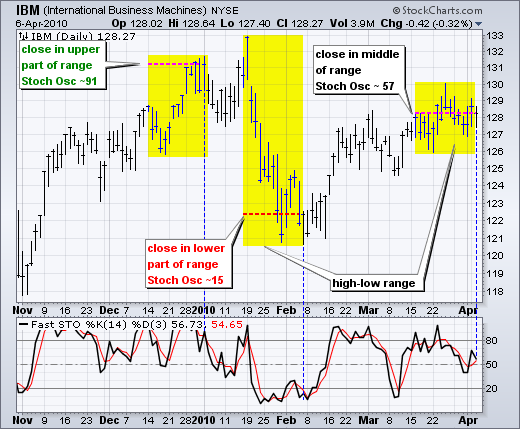 IBM (International Business Machines) NYSE © StockCharts.com
6-Apr-2010 Op 128.02 Hi 128.64 Lo 127.40 Cl 128.27 Vol 3.9M Chg -0.42 (-0.32%)
IBM (Daily) 128.27
close in upper
part of range
Stoch Osc ~91
close in middle
of range
Stoch Osc ~ 57
close in lower
part of range
Stoch Osc ~15
high-low range
133
132
131
130
129
128
127
126
125
124
123
122
121
120
119
118
Nov 9 16 23 Dec 7 14 21 28 2010 11 19 25 Feb 8 16 22 Mar 8 15 22 29 Apr
Fast STO %K(14) %D(3) 56.73, 54.65
80
50
20
Nov 9 16 23 Dec 7 14 21 28 2010 11 19 25 Feb 8 16 22 Mar 8 15 22 29 Apr